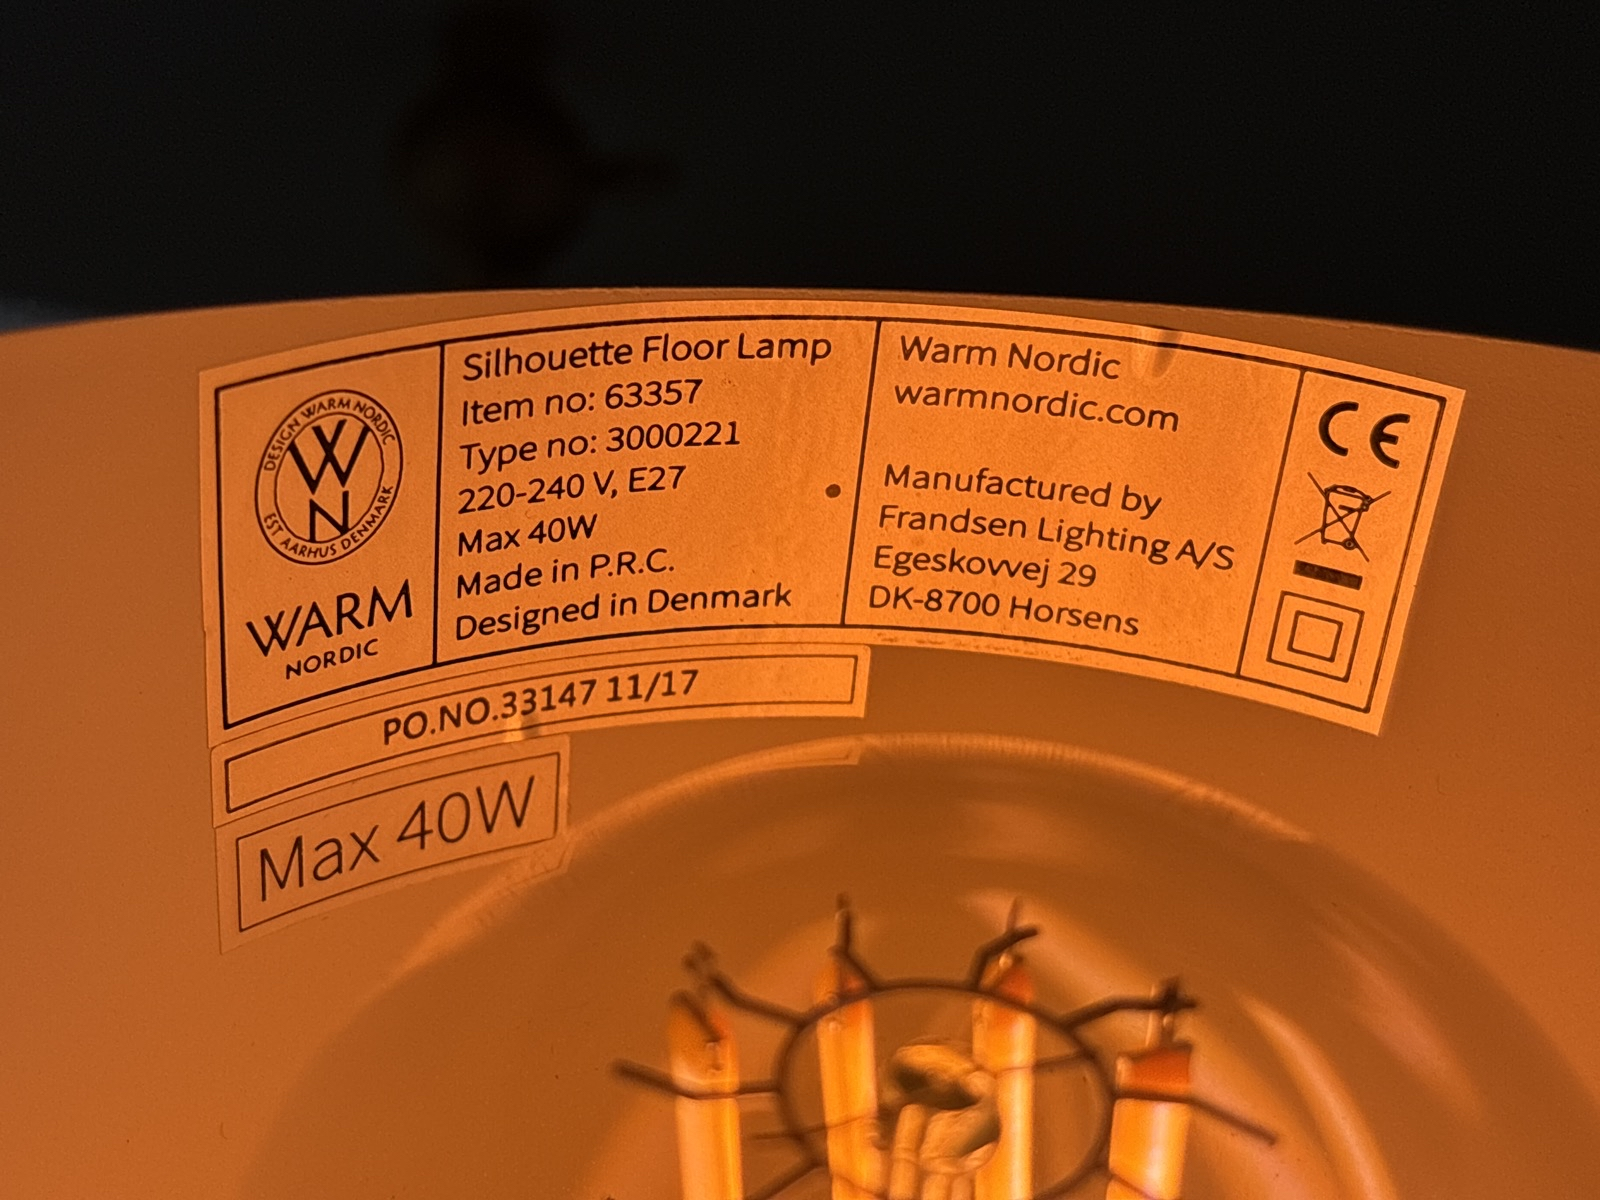 DESIGN WARM NORDIC
WN
EST AARHUS DENMARK
WARM
NORDIC
Silhouette Floor Lamp
Item no: 63357
Type no: 3000221
220-240 V, E27
Max 40W
Made in P.R.C.
Designed in Denmark
Warm Nordic
warmnordic.com
Manufactured by
Frandsen Lighting A/S
Egeskovvej 29
DK-8700 Horsens
CE
PO.NO.33147 11/17
Max 40W